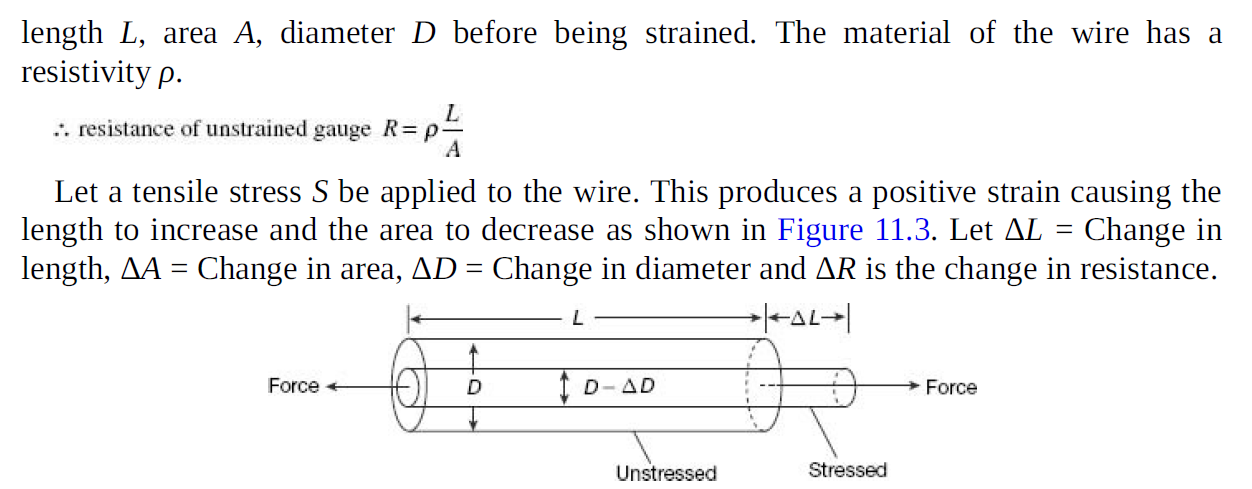 length L, area A, diameter D before being strained. The material of the wire has a
resistivity ρ.
∴ resistance of unstrained gauge R = ρ L/A
Let a tensile stress S be applied to the wire. This produces a positive strain causing the
length to increase and the area to decrease as shown in Figure 11.3. Let ΔL = Change in
length, ΔA = Change in area, ΔD = Change in diameter and ΔR is the change in resistance.
L
ΔL
Force
D
D – ΔD
Force
Unstressed
Stressed